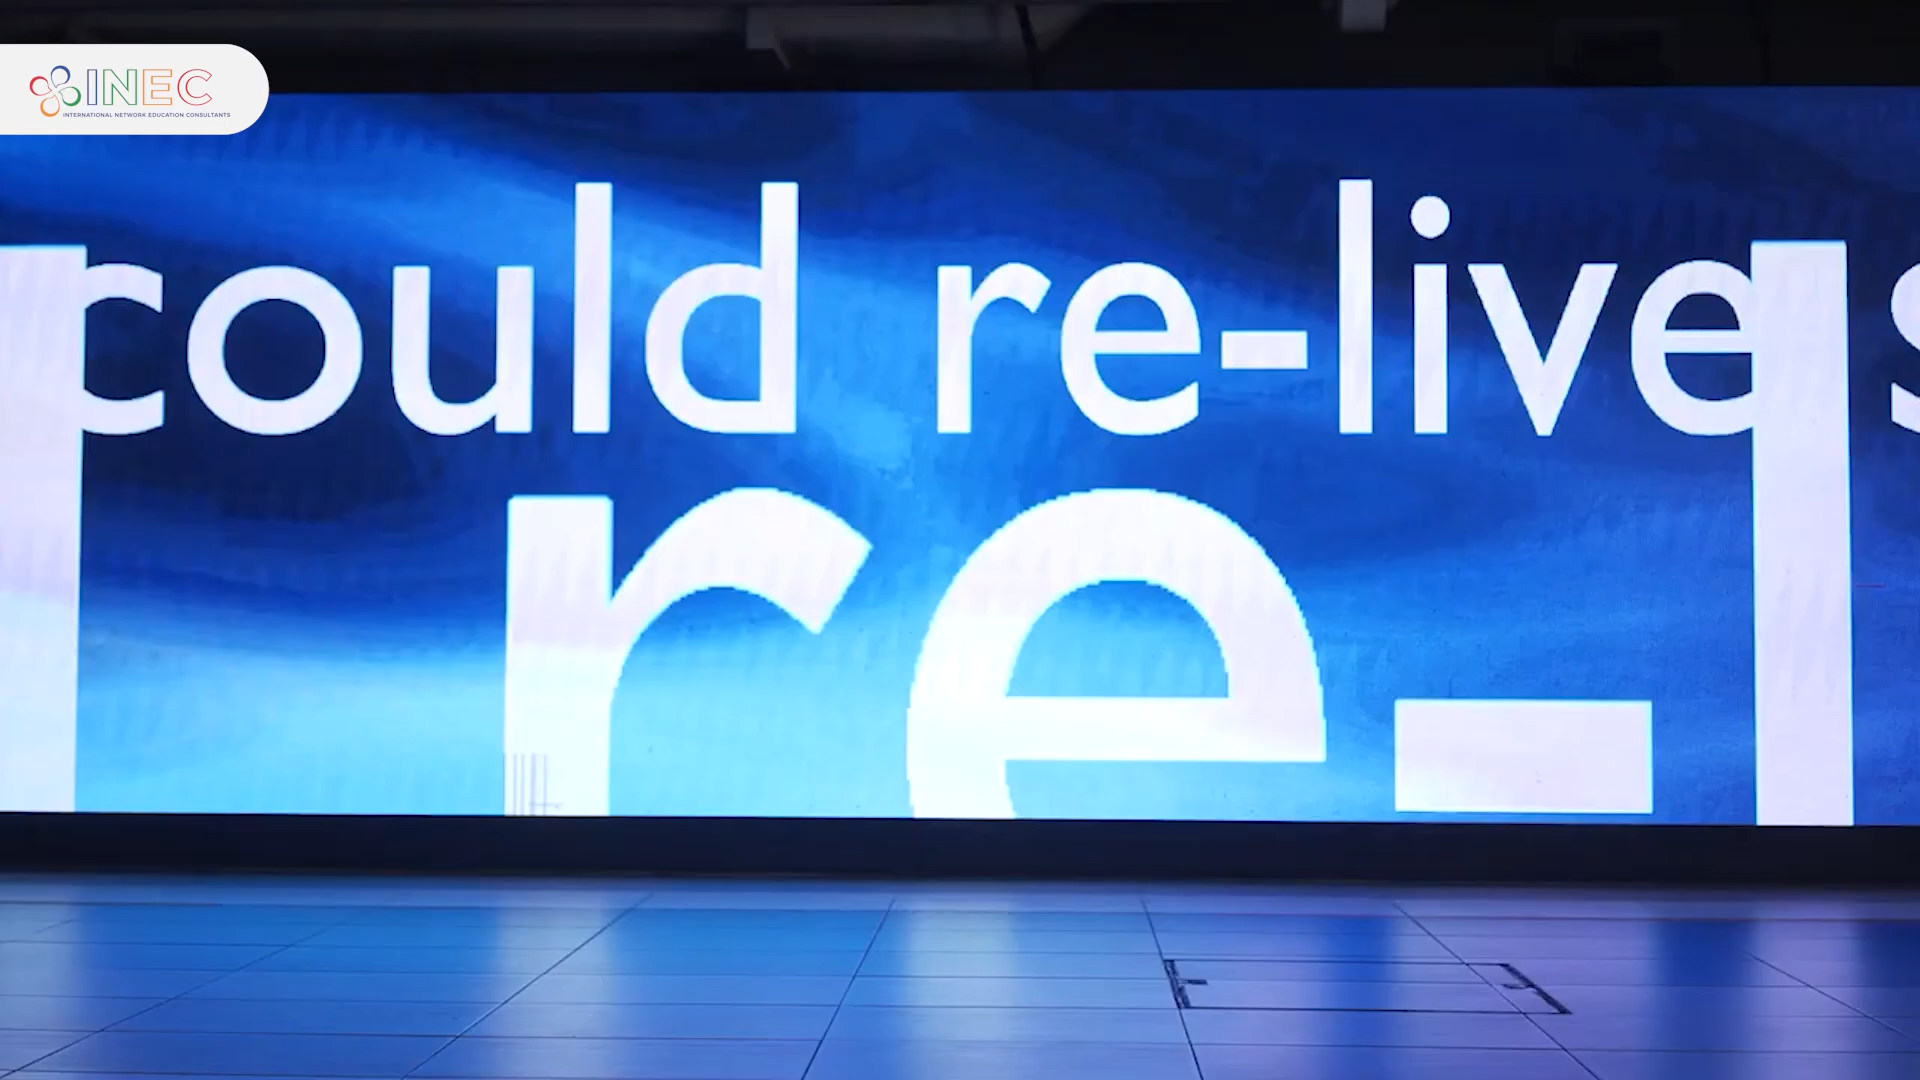 INEC
INTERNATIONAL NETWORK EDUCATION CONSULTANTS
could re-live s
re-l